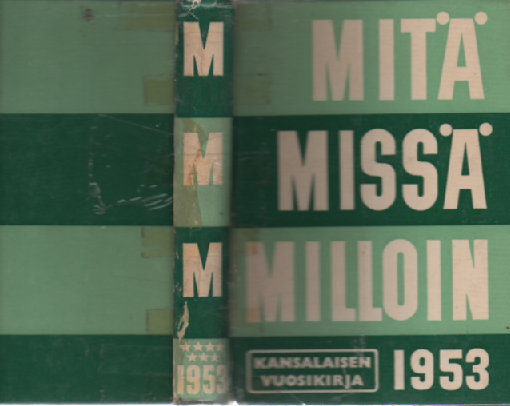 M
M
M
1953
MITÄ
MISSÄ
MILLOIN
KANSALAISEN
VUOSIKIRJA
1953